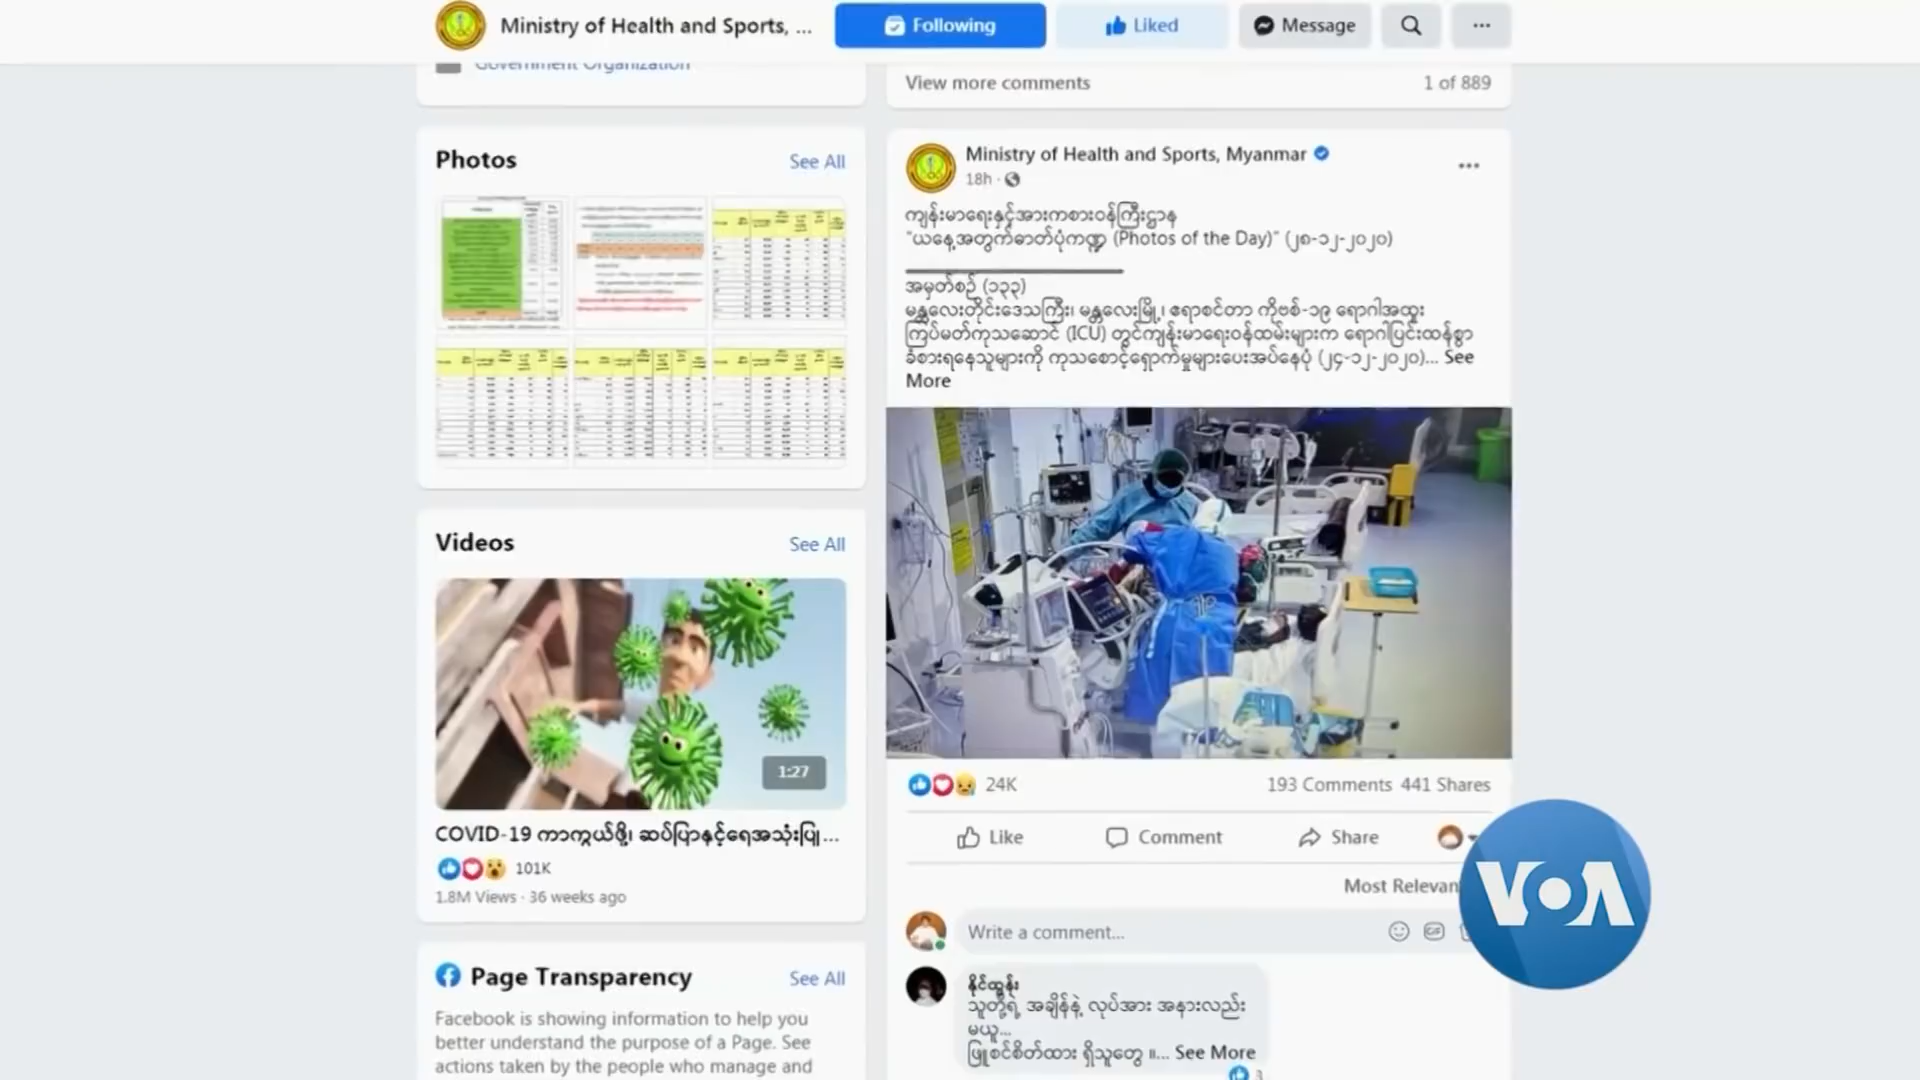 Ministry of Health and Sports, ...
Following
Liked
Message
Government Organization
View more comments
1 of 889
Photos
See All
Ministry of Health and Sports, Myanmar
18h
ကျန်းမာရေးနှင့်အားကစားဝန်ကြီးဌာန
"ယနေ့အတွက်ဓာတ်ပုံကဏ္ဍ (Photos of the Day)" (၂၈-၁၂-၂၀၂၀)
အမှတ်စဉ် (၁၃၃)
မန္တလေးတိုင်းဒေသကြီး၊ မန္တလေးမြို့၊ ဧရာစင်တာ ကိုဗစ်-၁၉ ရောဂါအထူး
ကြပ်မတ်ကုသဆောင် (ICU) တွင်ကျန်းမာရေးဝန်ထမ်းများက ရောဂါပြင်းထန်စွာ
ခံစားရနေသူများကို ကုသစောင့်ရှောက်မှုများပေးအပ်နေပုံ (၂၄-၁၂-၂၀၂၀)... See
More
Videos
See All
1:27
COVID-19 ကာကွယ်ဖို့၊ ဆပ်ပြာနှင့်ရေအသုံးပြု ...
101K
1.8M Views · 36 weeks ago
24K
193 Comments 441 Shares
Like
Comment
Share
Most Relevan
VOA
Write a comment...
GIF
နိုင်ထွန်း
သူတို့ရဲ့ အချိန်နဲ့ လုပ်အား အနားလည်း
မယူ...
ဖြူစင်စိတ်ထား ရှိသူတွေ ။... See More
3
Page Transparency
See All
Facebook is showing information to help you
better understand the purpose of a Page. See
actions taken by the people who manage and